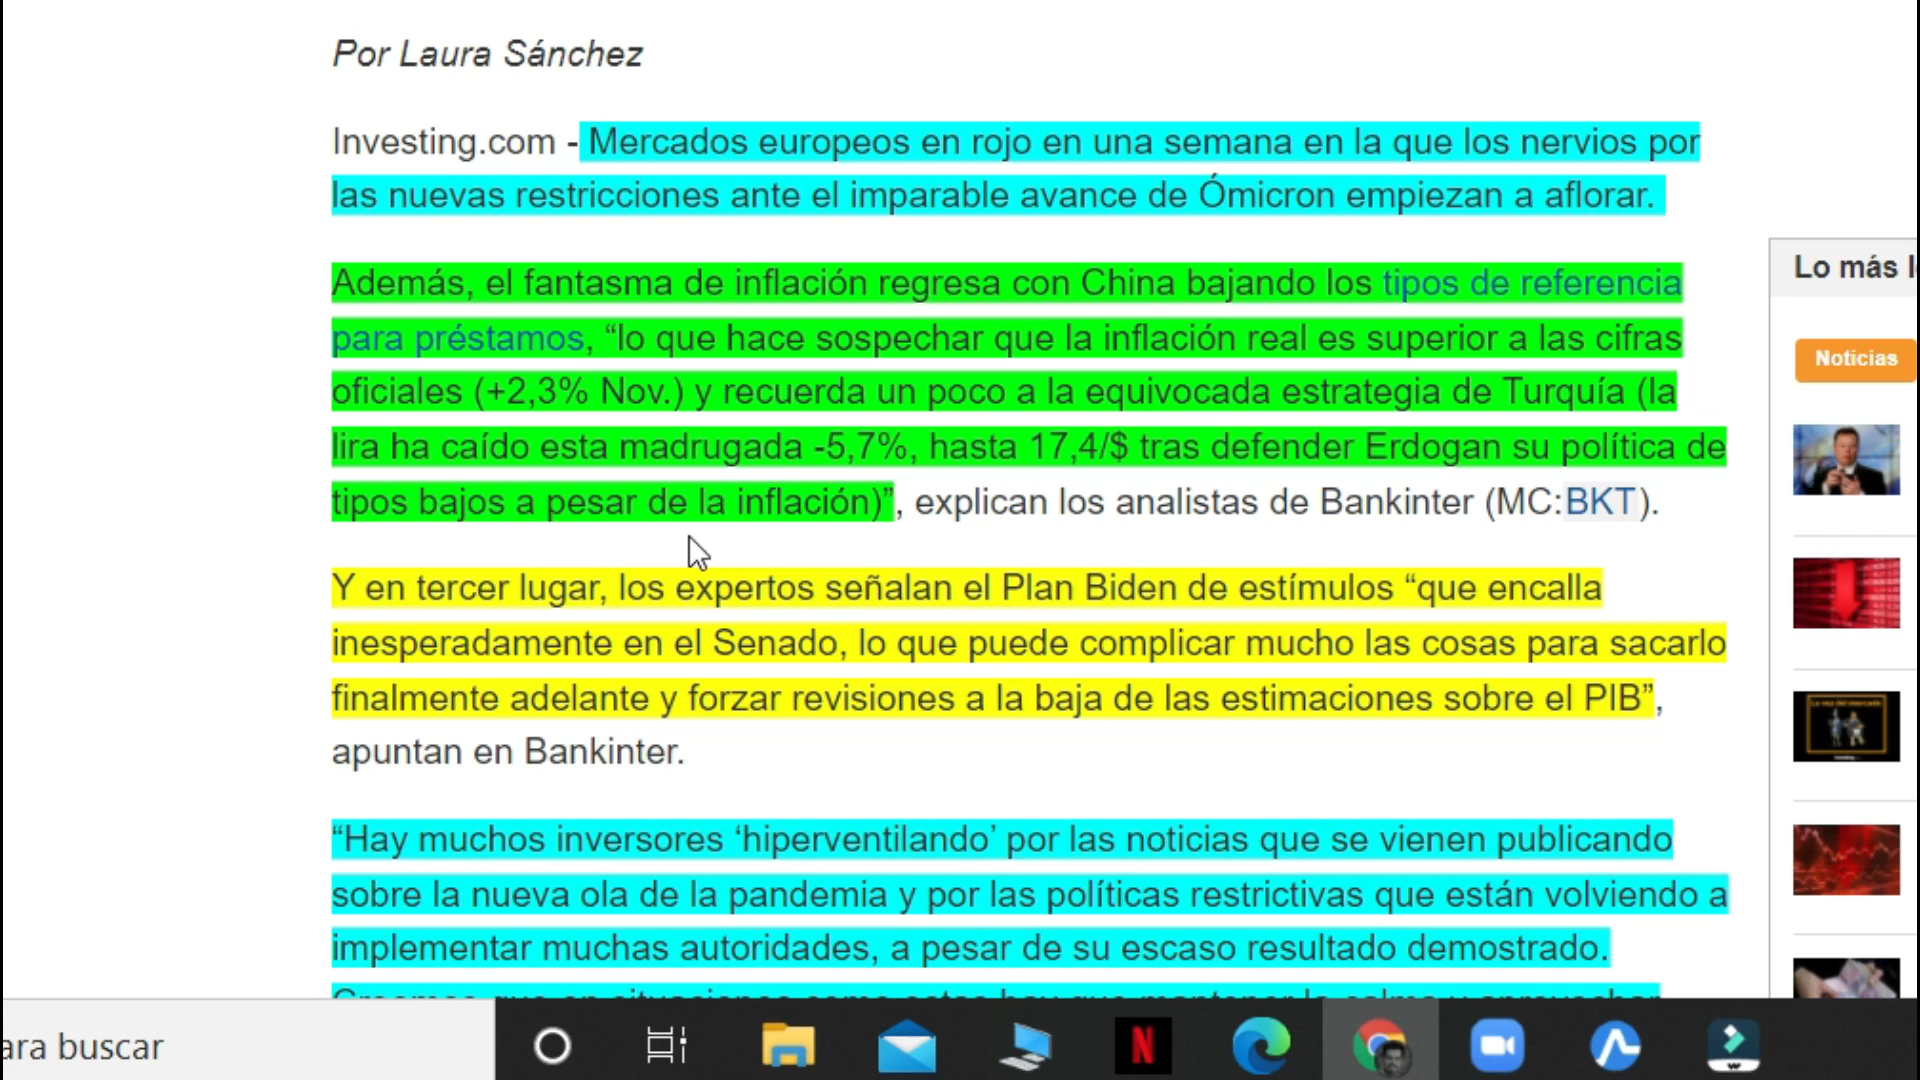 Por Laura Sánchez
Investing.com - Mercados europeos en rojo en una semana en la que los nervios por
las nuevas restricciones ante el imparable avance de Ómicron empiezan a aflorar.
Además, el fantasma de inflación regresa con China bajando los tipos de referencia
para préstamos, “lo que hace sospechar que la inflación real es superior a las cifras
oficiales (+2,3% Nov.) y recuerda un poco a la equivocada estrategia de Turquía (la
lira ha caído esta madrugada -5,7%, hasta 17,4/$ tras defender Erdogan su política de
tipos bajos a pesar de la inflación)”, explican los analistas de Bankinter (MC:BKT).
Y en tercer lugar, los expertos señalan el Plan Biden de estímulos “que encalla
inesperadamente en el Senado, lo que puede complicar mucho las cosas para sacarlo
finalmente adelante y forzar revisiones a la baja de las estimaciones sobre el PIB”,
apuntan en Bankinter.
“Hay muchos inversores ‘hiperventilando’ por las noticias que se vienen publicando
sobre la nueva ola de la pandemia y por las políticas restrictivas que están volviendo a
implementar muchas autoridades, a pesar de su escaso resultado demostrado.
Lo más
Noticias
ara buscar